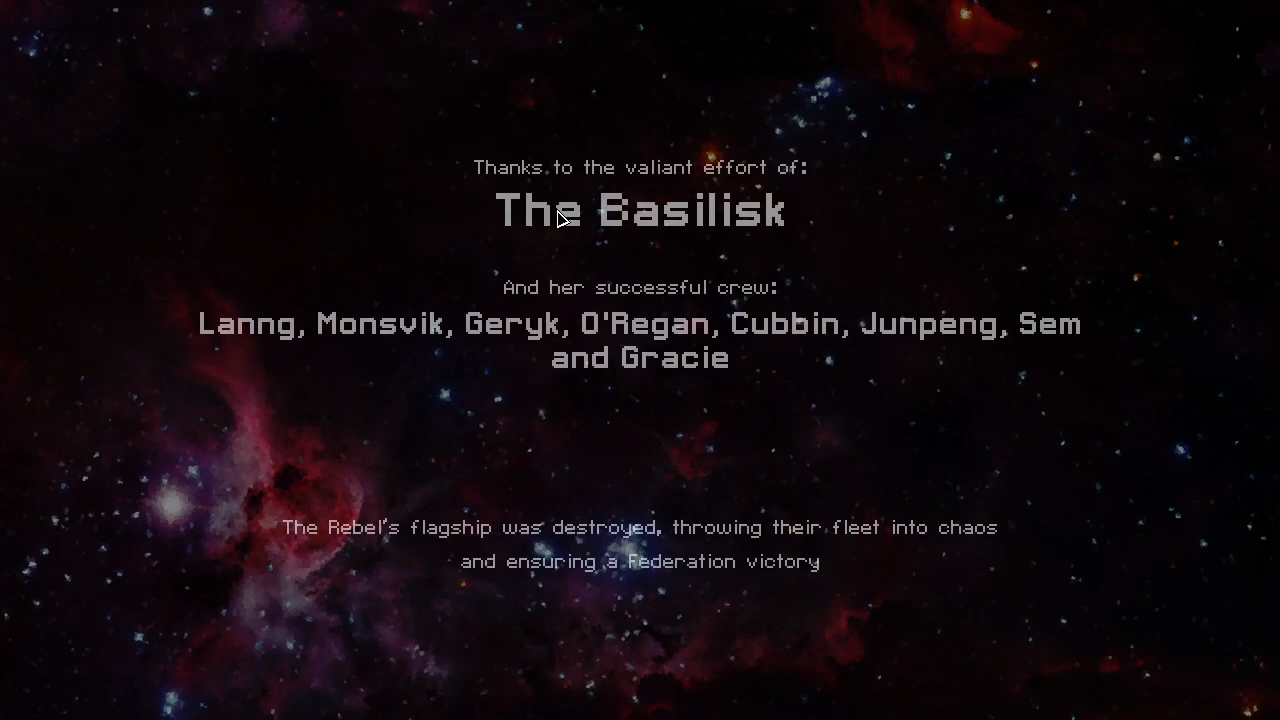 Thanks to the valiant effort of:
The Basilisk
And her successful crew:
Lanng, Monsvik, Geryk, O'Regan, Cubbin, Junpeng, Sem
and Gracie
The Rebel's flagship was destroyed, throwing their fleet into chaos
and ensuring a Federation victory